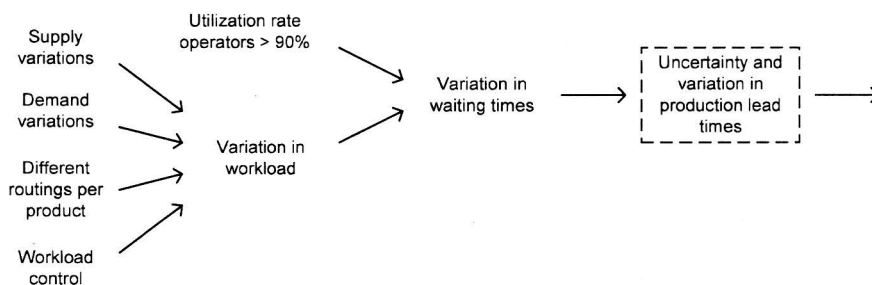 Supply
variations
Demand
variations
Different
routings per
product
Workload
control
Utilization rate
operators > 90%
Variation in
workload
Variation in
waiting times
Uncertainty and
variation in
production lead
times